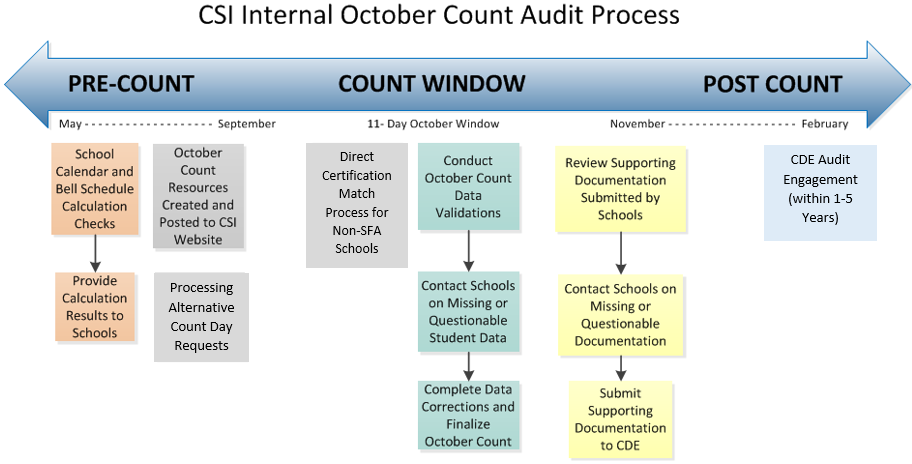 CSI Internal October Count Audit Process
PRE-COUNT
COUNT WINDOW
POST COUNT
May
September
11- Day October Window
November
February
School
Calendar and
Bell Schedule
Calculation
Checks
October
Count
Resources
Created and
Posted to CSI
Website
Direct
Certification
Match
Process for
Non-SFA
Schools
Conduct
October Count
Data
Validations
Review Supporting
Documentation
Submitted by
Schools
CDE Audit
Engagement
(within 1-5
Years)
Provide
Calculation
Results to
Schools
Processing
Alternative
Count Day
Requests
Contact Schools
on Missing or
Questionable
Student Data
Contact Schools on
Missing or
Questionable
Documentation
Complete Data
Corrections and
Finalize
October Count
Submit
Supporting
Documentation
to CDE